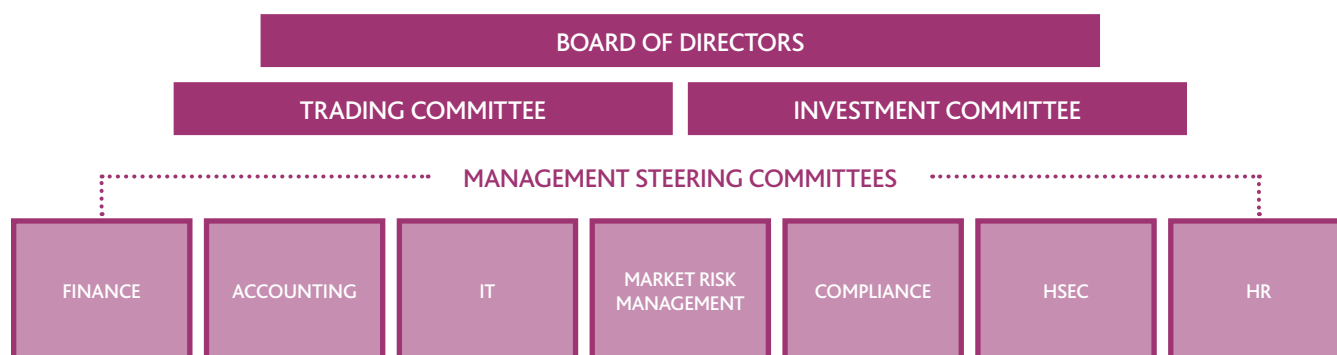 BOARD OF DIRECTORS
TRADING COMMITTEE
INVESTMENT COMMITTEE
MANAGEMENT STEERING COMMITTEES
FINANCE
ACCOUNTING
IT
MARKET RISK
MANAGEMENT
COMPLIANCE
HSEC
HR